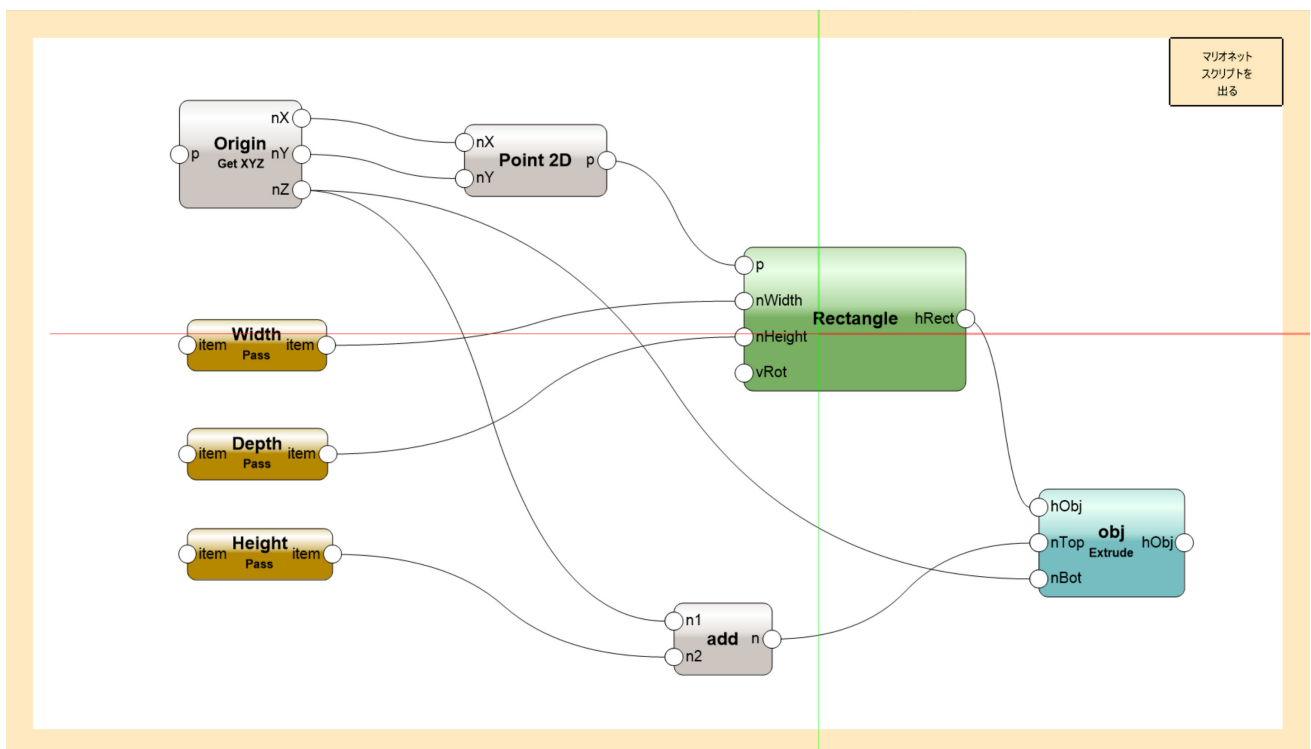 マリオネット
スクリプトを
出る
nX
Origin
p
nY
Get XYZ
nZ
nX
Point 2D
p
nY
p
nWidth
Rectangle
hRect
nHeight
vRot
Width
item
item
Pass
Depth
item
item
Pass
Height
item
item
Pass
hObj
obj
nTop
hObj
Extrude
nBot
n1
add
n
n2